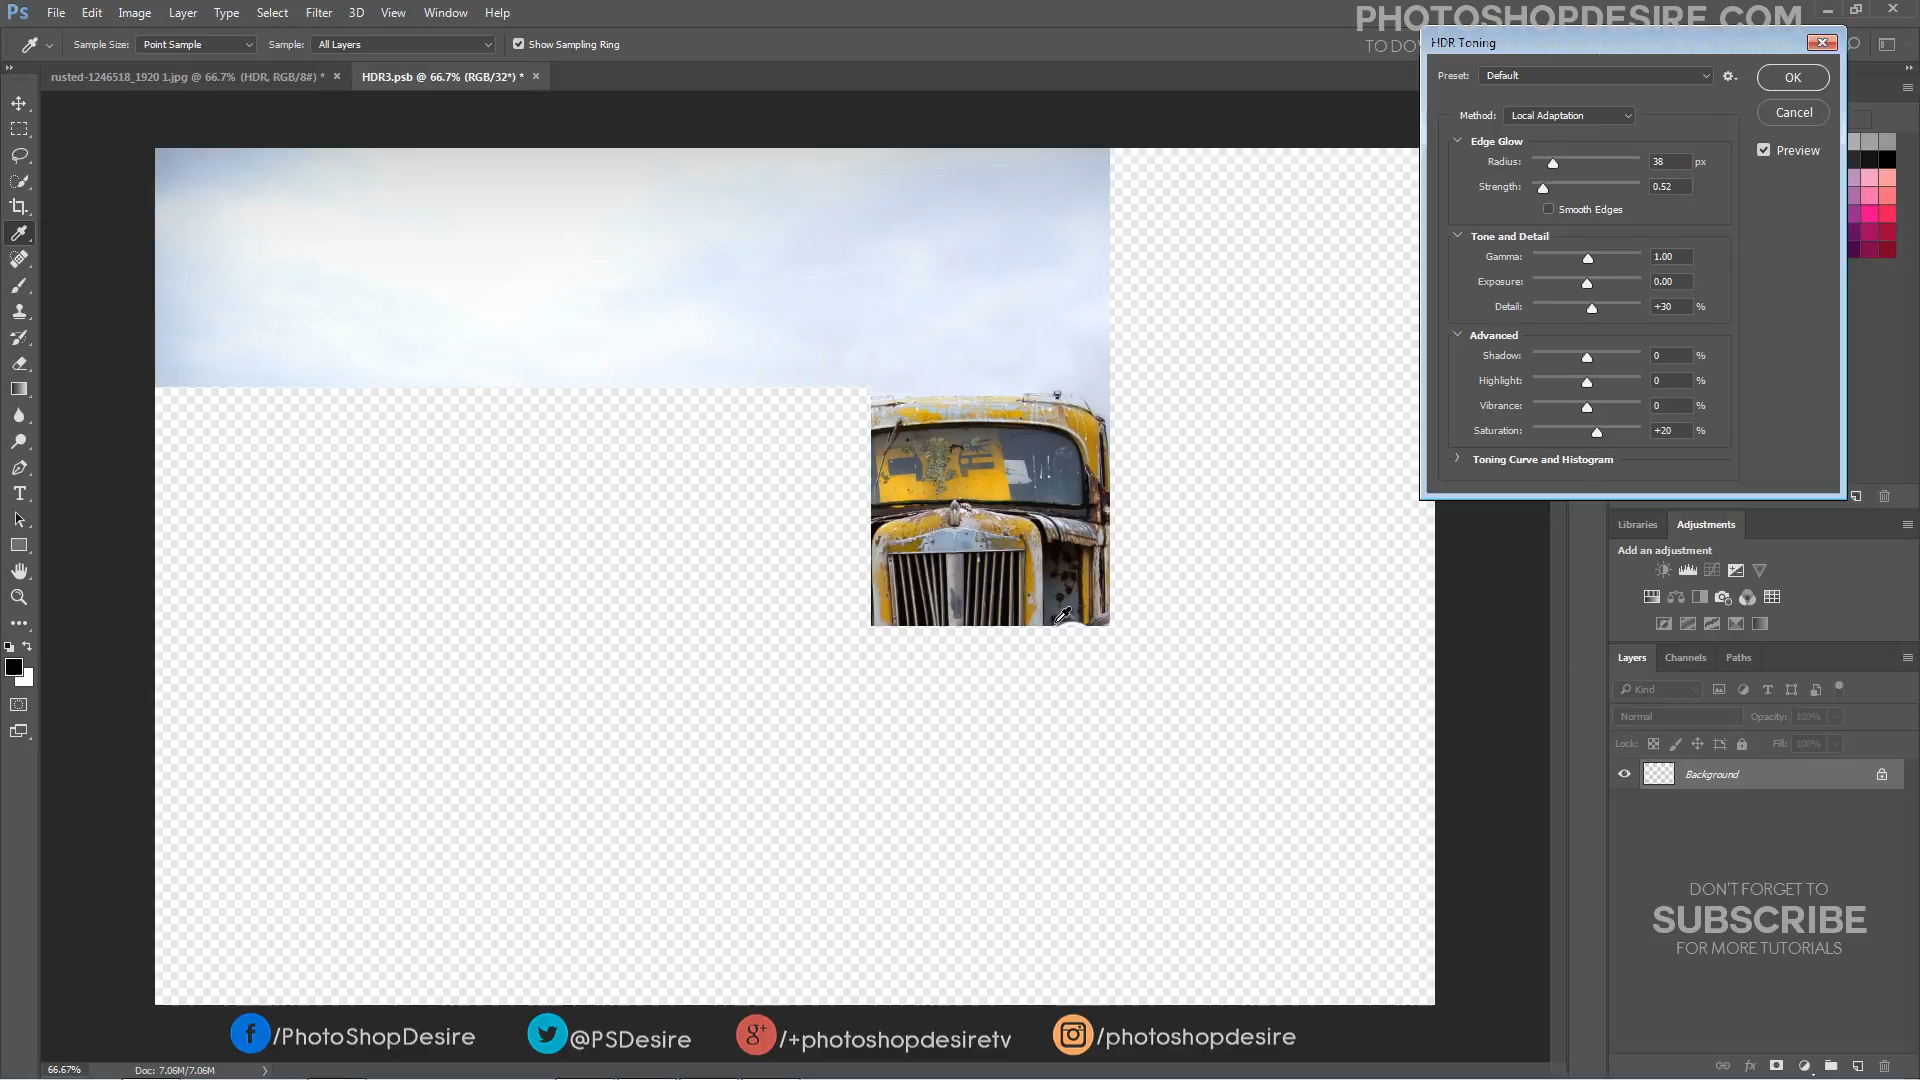 PHOTOSHOPDESIRE.COM
Ps File Edit Image Layer Type Select Filter 3D View Window Help
TO DO
Sample Size: Point Sample Sample: All Layers Show Sampling Ring
rusted-1246518_1920 1.jpg @ 66.7% (HDR, RGB/8#) * HDR3.psb @ 66.7% (RGB/32*) *
HDR Toning
Preset: Default
OK
Method: Local Adaptation
Cancel
Preview
Edge Glow
Radius: 38 px
Strength: 0.52
Smooth Edges
Tone and Detail
Gamma: 1.00
Exposure: 0.00
Detail: +30 %
Advanced
Shadow: 0 %
Highlight: 0 %
Vibrance: 0 %
Saturation: +20 %
Toning Curve and Histogram
Libraries Adjustments
Add an adjustment
Layers Channels Paths
Kind
Normal Opacity: 100%
Lock: Fill: 100%
Background
DON'T FORGET TO
SUBSCRIBE
FOR MORE TUTORIALS
/PhotoShopDesire @PSDesire /+photoshopdesiretv /photoshopdesire
66.67% Doc: 7.06M/7.06M